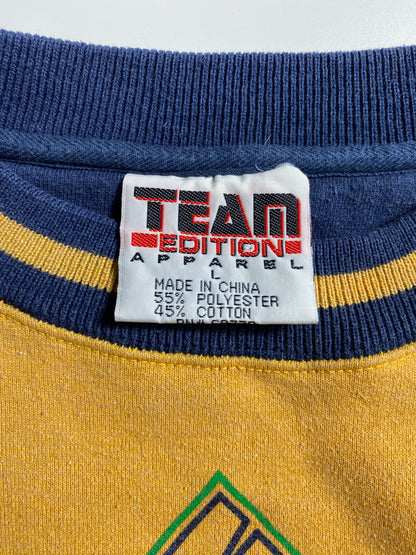 TEAM
EDITION
APPAREL
L
MADE IN CHINA
55% POLYESTER
45% COTTON